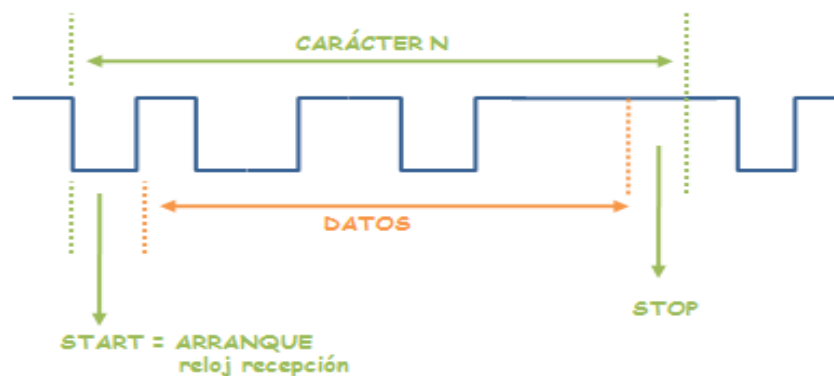 CARÁCTER N
DATOS
STOP
START = ARRANQUE
reloj recepción